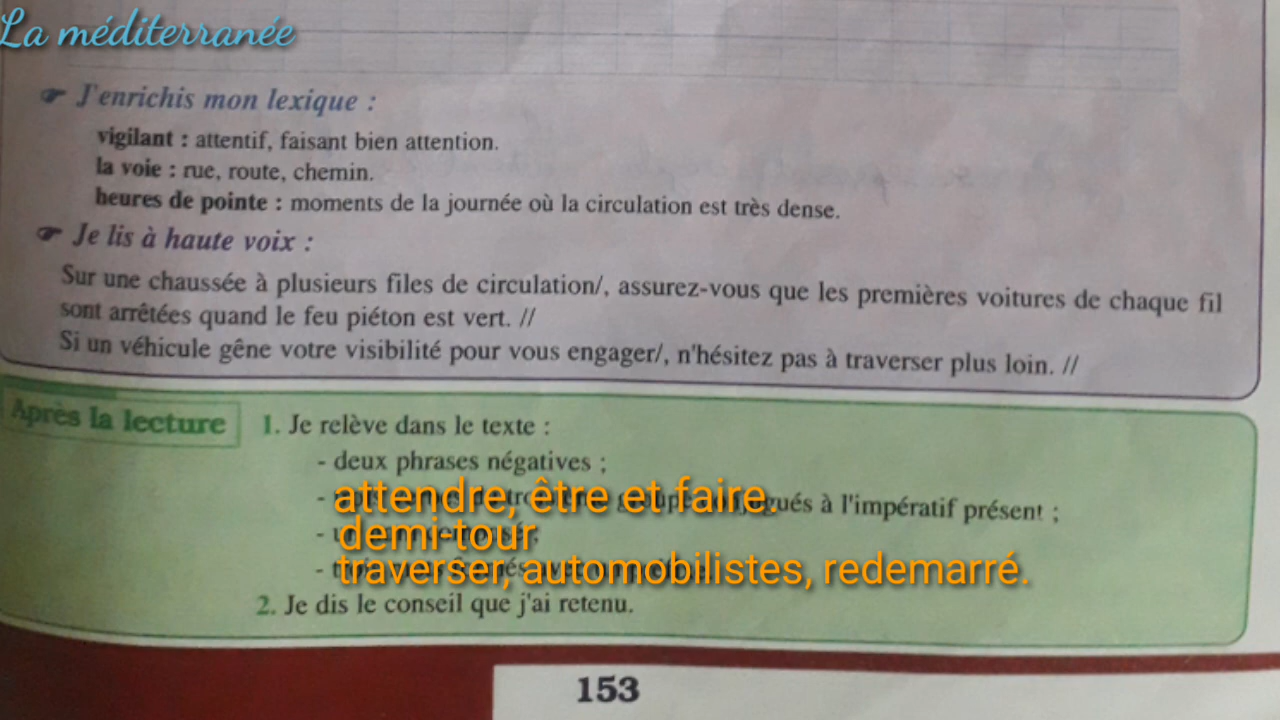 La méditerranée
☞ J'enrichis mon lexique :
vigilant : attentif, faisant bien attention.
la voie : rue, route, chemin.
heures de pointe : moments de la journée où la circulation est très dense.
☞ Je lis à haute voix :
Sur une chaussée à plusieurs files de circulation/, assurez-vous que les premières voitures de chaque fil
sont arrêtées quand le feu piéton est vert. //
Si un véhicule gêne votre visibilité pour vous engager/, n'hésitez pas à traverser plus loin. //
Après la lecture
1. Je relève dans le texte :
- deux phrases négatives ;
attendre, être et faire.
- à l'impératif présent ;
demi-tour
traverser, automobilistes, redemarré.
2. Je dis le conseil que j'ai retenu.
153